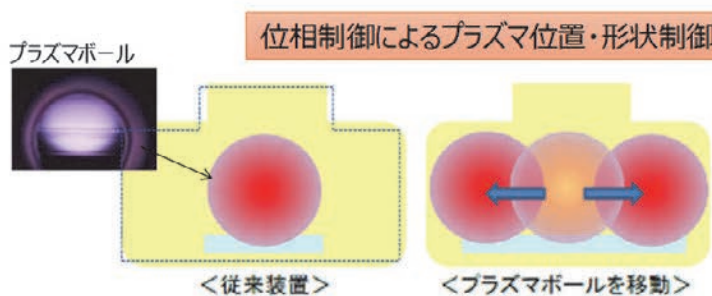 位相制御によるプラズマ位置・形状制御
プラズマボール
<従来装置>
<プラズマボールを移動>